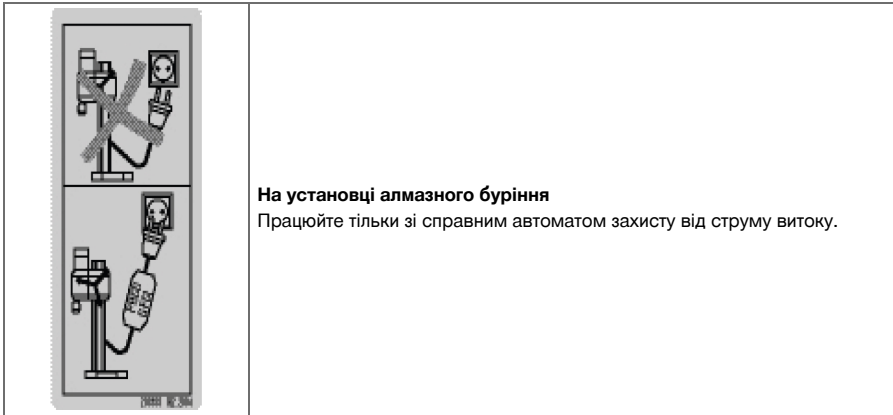 На установці алмазного буріння
Працюйте тільки зі справним автоматом захисту від струму витоку.